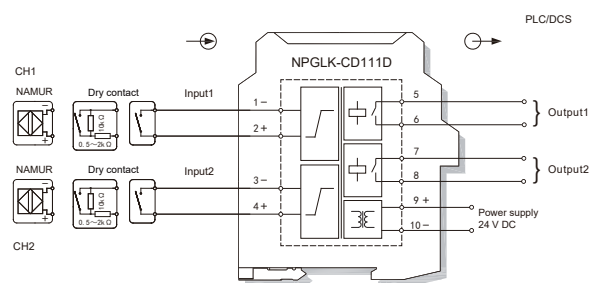 PLC/DCS
NPGLK-CD111D
CH1
NAMUR
Dry contact
Input1
10k Ω
0.5~2k Ω
1 −
2 +
5
6
Output1
NAMUR
Dry contact
Input2
10k Ω
0.5~2k Ω
3 −
4 +
7
8
Output2
9 +
10 −
Power supply
24 V DC
CH2